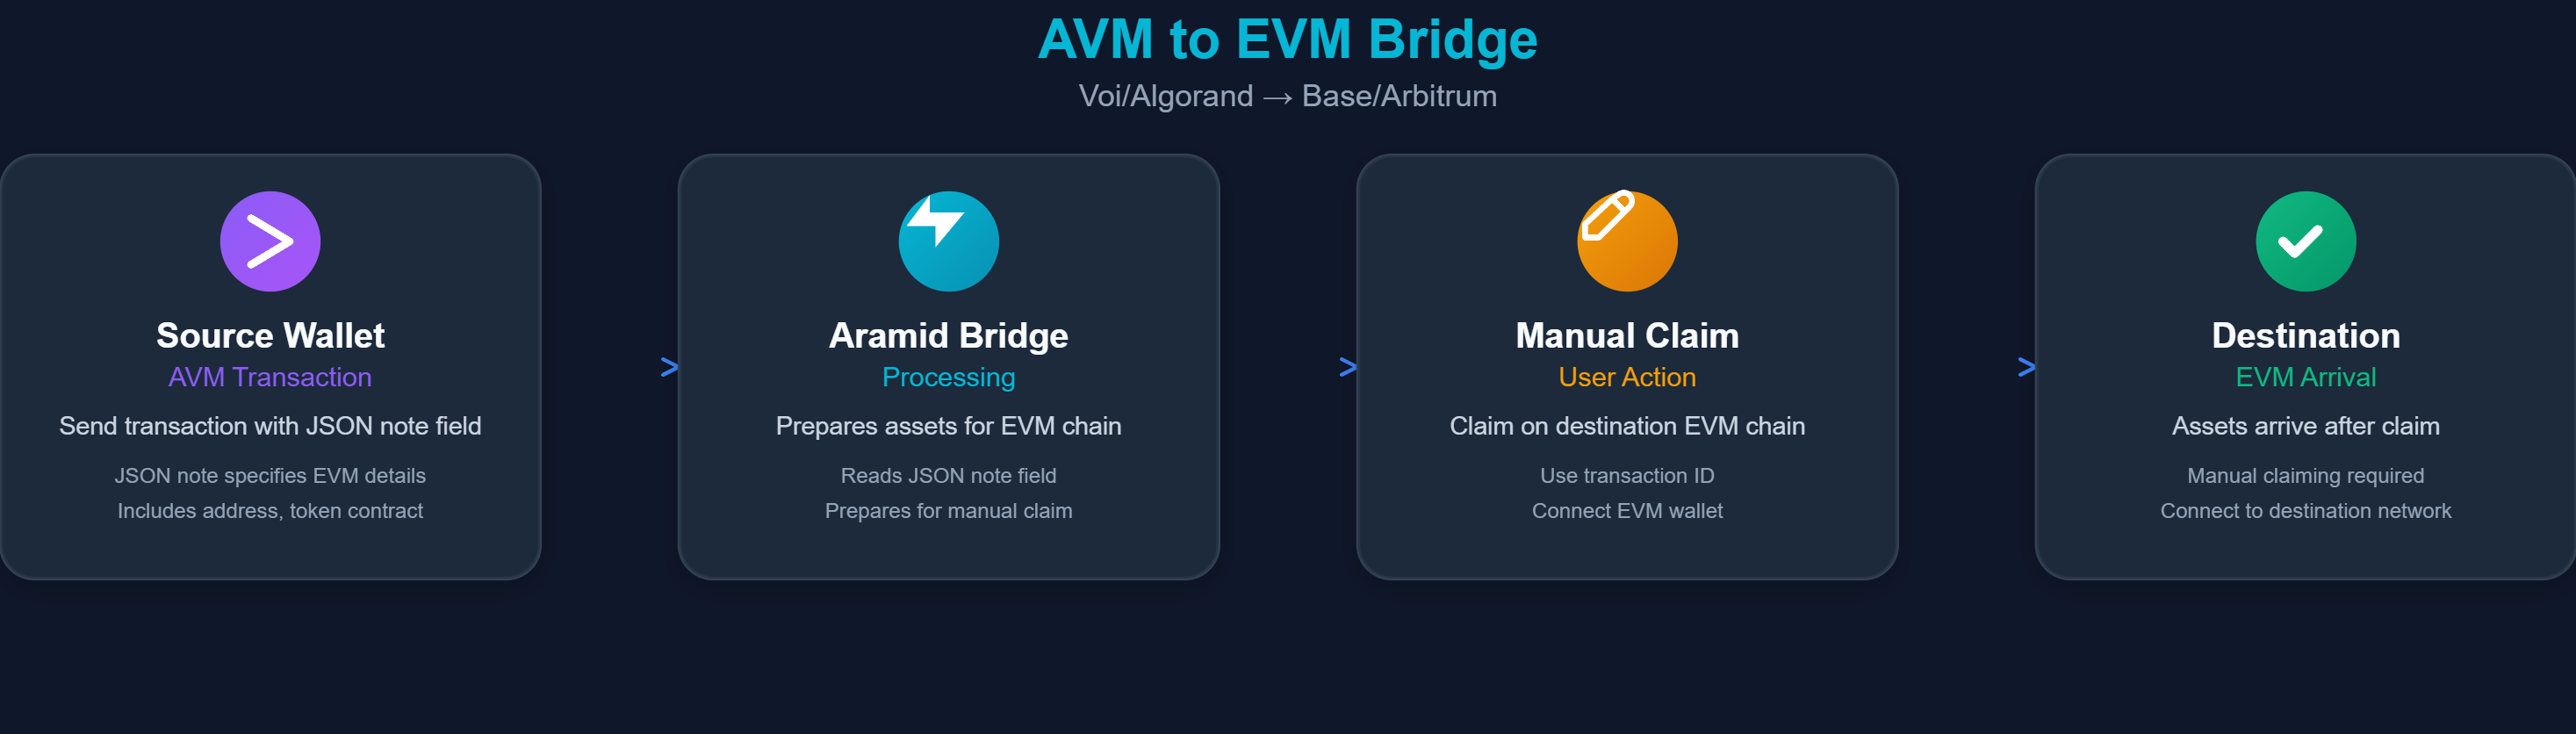 AVM to EVM Bridge
Voi/Algorand → Base/Arbitrum
Source Wallet
AVM Transaction
Send transaction with JSON note field
JSON note specifies EVM details
Includes address, token contract
Aramid Bridge
Processing
Prepares assets for EVM chain
Reads JSON note field
Prepares for manual claim
Manual Claim
User Action
Claim on destination EVM chain
Use transaction ID
Connect EVM wallet
Destination
EVM Arrival
Assets arrive after claim
Manual claiming required
Connect to destination network